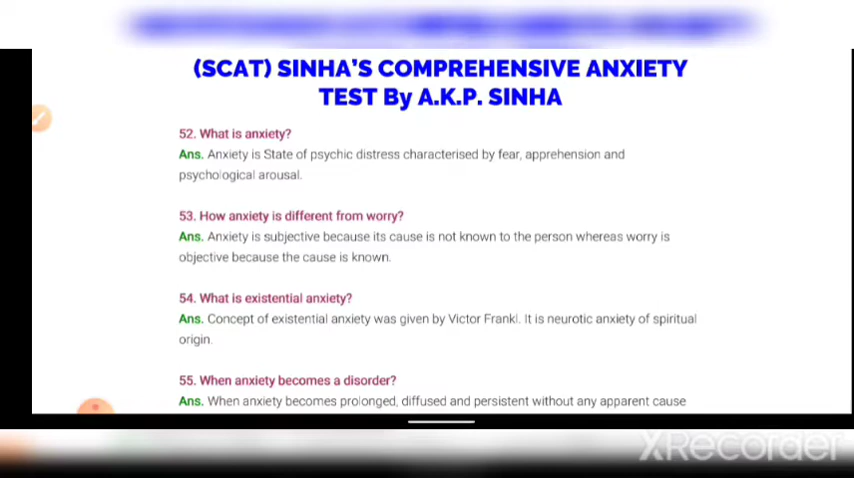 (SCAT) SINHA'S COMPREHENSIVE ANXIETY
TEST By A.K.P. SINHA
52. What is anxiety?
Ans. Anxiety is State of psychic distress characterised by fear, apprehension and
psychological arousal.
53. How anxiety is different from worry?
Ans. Anxiety is subjective because its cause is not known to the person whereas worry is
objective because the cause is known.
54. What is existential anxiety?
Ans. Concept of existential anxiety was given by Victor Frankl. It is neurotic anxiety of spiritual
origin.
55. When anxiety becomes a disorder?
Ans. When anxiety becomes prolonged, diffused and persistent without any apparent cause
XRecorder